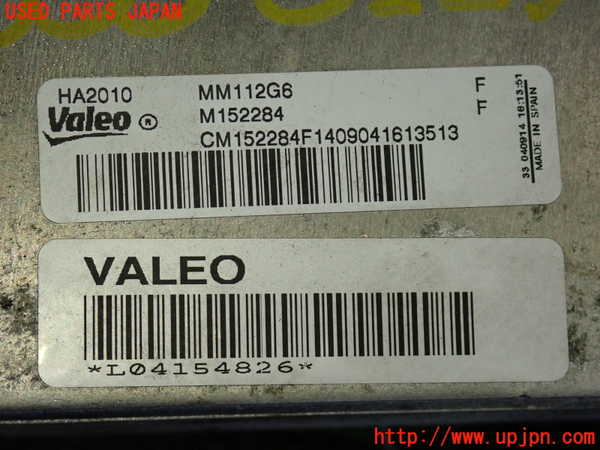 USED PARTS JAPAN
HA2010
Valeo ®
MM112G6 F
M152284 F
CM152284F1409041613513
33 040914 16:13:51
MADE IN SPAIN
VALEO
*L04154826*
http://www.upjpn.com/